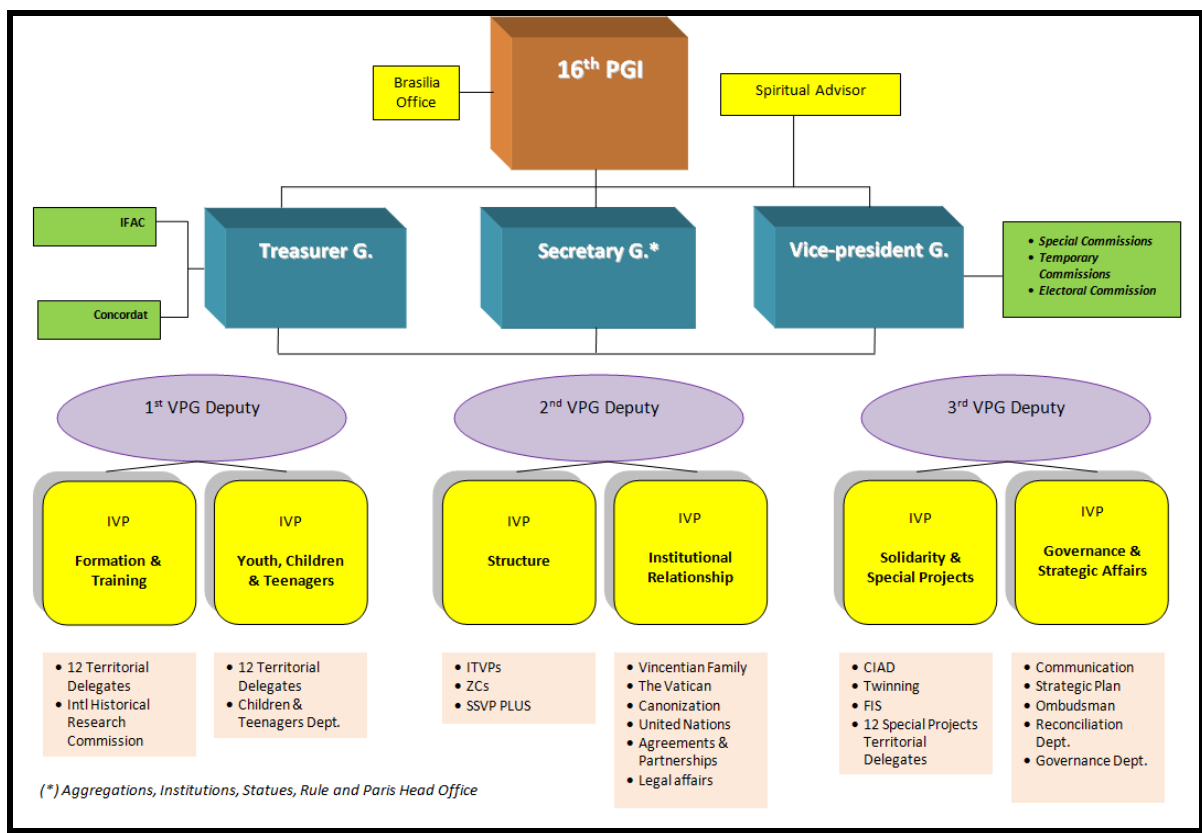 16th PGI
Brasilia
Office
Spiritual Advisor
IFAC
Concordat
Treasurer G.
Secretary G.*
Vice-president G.
• Special Commissions
• Temporary
Commissions
• Electoral Commission
1st VPG Deputy
2nd VPG Deputy
3rd VPG Deputy
IVP
Formation &
Training
IVP
Youth, Children
& Teenagers
IVP
Structure
IVP
Institutional
Relationship
IVP
Solidarity &
Special Projects
IVP
Governance &
Strategic Affairs
• 12 Territorial
Delegates
• Intl Historical
Research
Commission
• 12 Territorial
Delegates
• Children &
Teenagers Dept.
• ITVPs
• ZCs
• SSVP PLUS
• Vincentian Family
• The Vatican
• Canonization
• United Nations
• Agreements &
Partnerships
• Legal affairs
• CIAD
• Twinning
• FIS
• 12 Special Projects
Territorial
Delegates
• Communication
• Strategic Plan
• Ombudsman
• Reconciliation
Dept.
• Governance Dept.
(*) Aggregations, Institutions, Statues, Rule and Paris Head Office